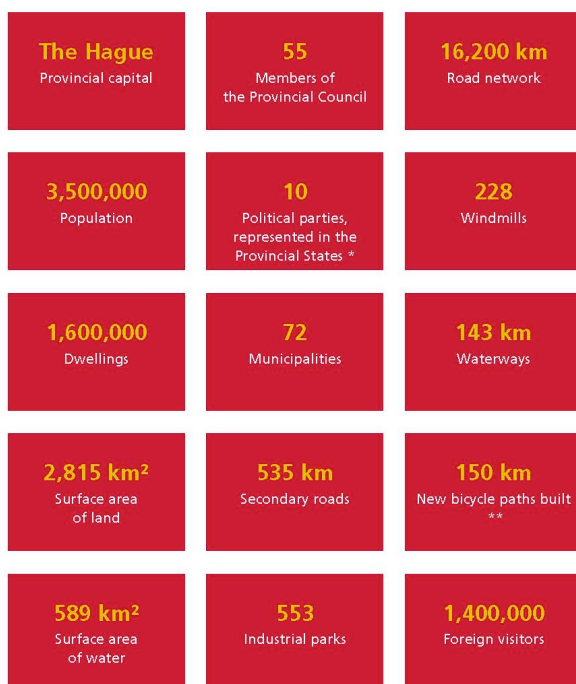 The Hague
Provincial capital
55
Members of
the Provincial Council
16,200 km
Road network
3,500,000
Population
10
Political parties,
represented in the
Provincial States *
228
Windmills
1,600,000
Dwellings
72
Municipalities
143 km
Waterways
2,815 km²
Surface area
of land
535 km
Secondary roads
150 km
New bicycle paths built
**
589 km²
Surface area
of water
553
Industrial parks
1,400,000
Foreign visitors